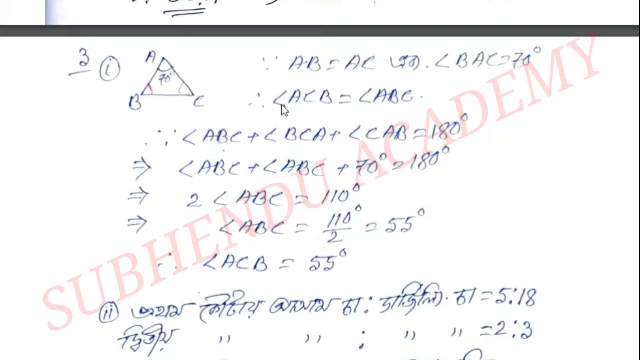 3 (i) A 70° B C ∵ AB = AC এবং ∠BAC = 70°
∴ ∠ACB = ∠ABC.
∵ ∠ABC + ∠BCA + ∠CAB = 180°
⇒ ∠ABC + ∠ABC + 70° = 180°
⇒ 2 ∠ABC = 110°
⇒ ∠ABC = 110°/2 = 55°
∴ ∠ACB = 55°
(ii) প্রথম কৌটায় আসাম চা : দার্জিলিং চা = 5:18
দ্বিতীয় " " : " " = 2:3
SUBHENDU ACADEMY